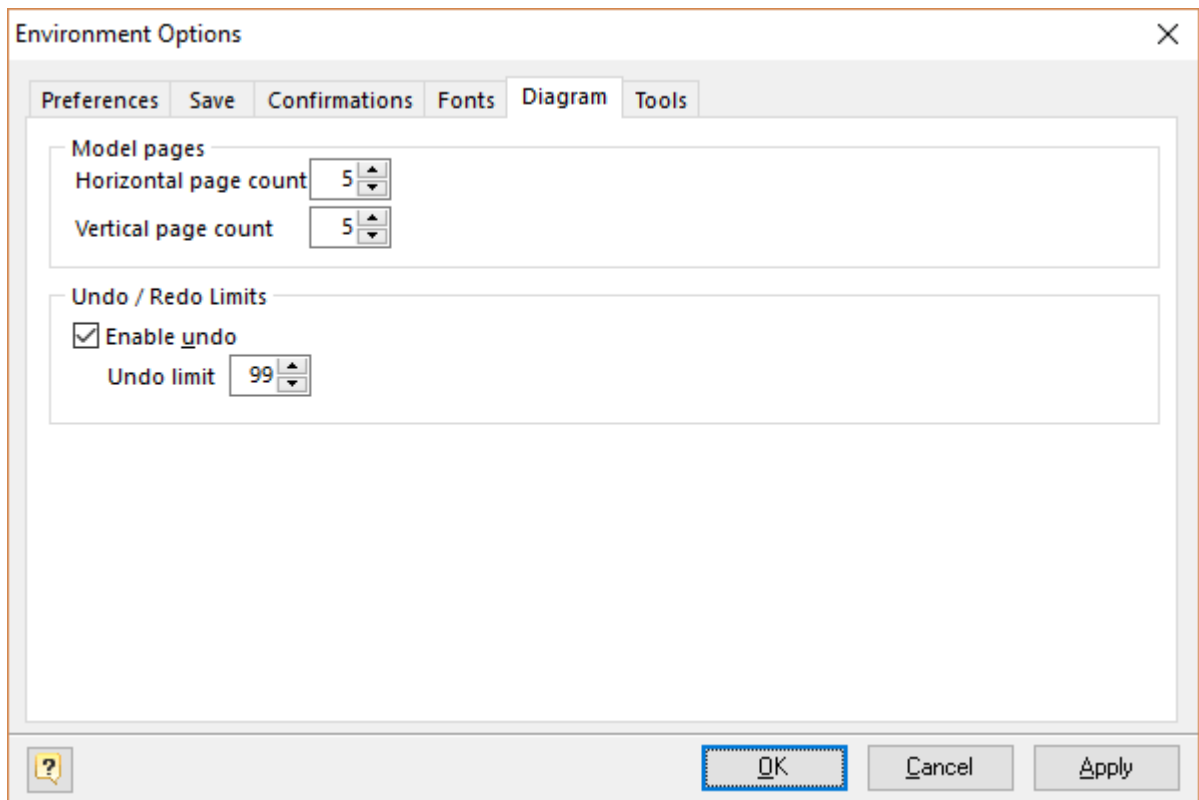 Environment Options
Preferences Save Confirmations Fonts Diagram Tools
Model pages
Horizontal page count 5
Vertical page count 5
Undo / Redo Limits
Enable undo
Undo limit 99
? OK Cancel Apply